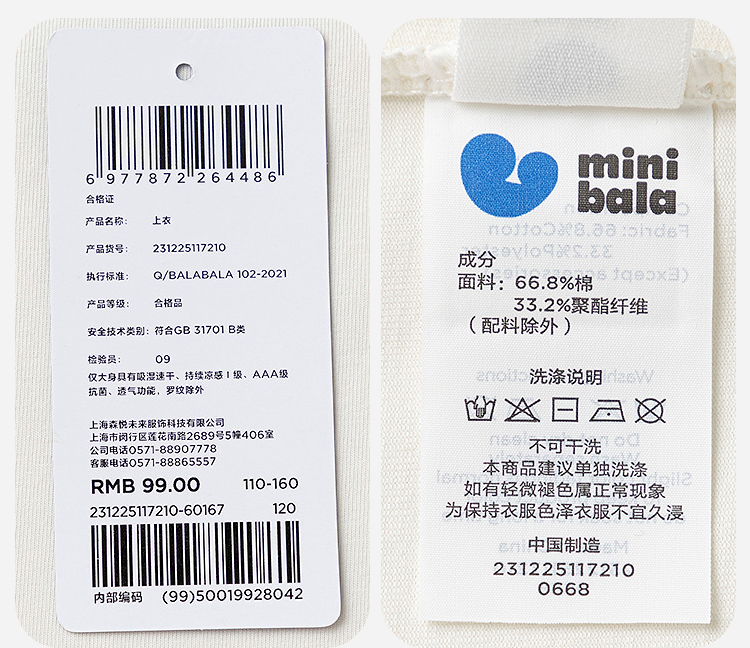 6 977872 264486
合格证
产品名称: 上衣
产品货号: 231225117210
执行标准: Q/BALABALA 102-2021
产品等级: 合格品
安全技术类别: 符合GB 31701 B类
检验员: 09
仅大身具有吸湿速干、持续凉感Ⅰ级、AAA级
抗菌、透气功能，罗纹除外
上海森悦未来服饰科技有限公司
上海市闵行区莲花南路2689号5幢406室
公司电话0571-88907778
客服电话0571-88865557
RMB 99.00 110-160
231225117210-60167 120
内部编码 (99)50019928042
mini
bala
成分
面料: 66.8%棉
33.2%聚酯纤维
（配料除外）
洗涤说明
不可干洗
本商品建议单独洗涤
如有轻微褪色属正常现象
为保持衣服色泽衣服不宜久浸
中国制造
231225117210
0668